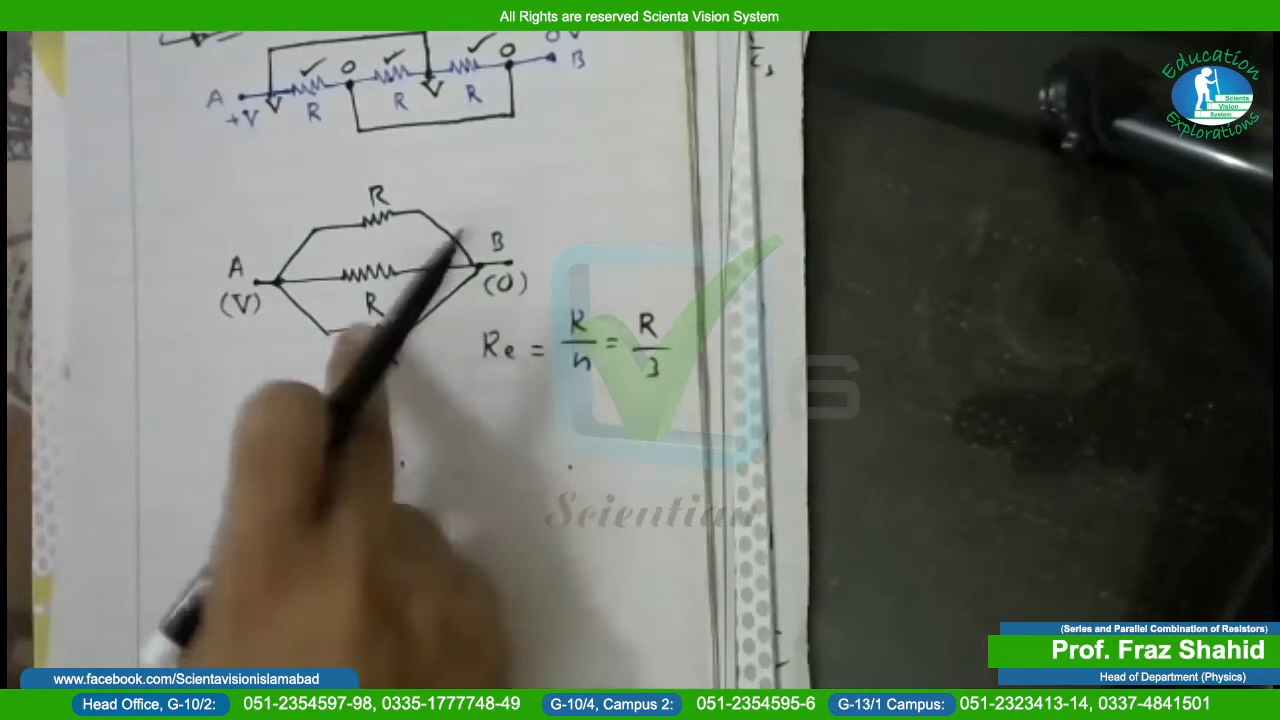 All Rights are reserved Scienta Vision System
Education
Scienta
Vision
System
Explorations
0 V
A
+V
V
R
0
R
V
R
0
B
R
A
(V)
R
B
(0)
Re = R/n = R/3
Scientian
(Series and Parallel Combination of Resistors)
Prof. Fraz Shahid
Head of Department (Physics)
www.facebook.com/Scientavisionislamabad
Head Office, G-10/2: 051-2354597-98, 0335-1777748-49 G-10/4, Campus 2: 051-2354595-6 G-13/1 Campus: 051-2323413-14, 0337-4841501